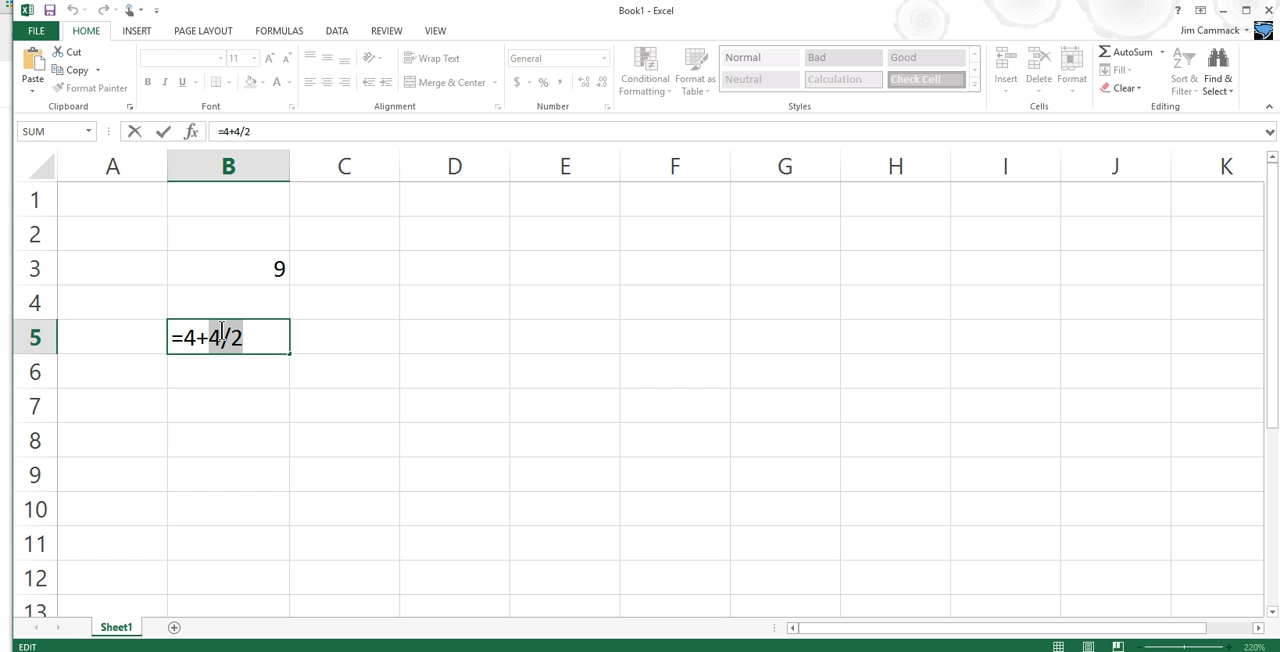 Book1 - Excel
?
FILE HOME INSERT PAGE LAYOUT FORMULAS DATA REVIEW VIEW Jim Cammack
Paste
Cut
Copy
Format Painter
Clipboard
11 A A
B I U A
Font
Wrap Text
Merge & Center
Alignment
General
$ % ,
Number
Conditional
Formatting
Format as
Table
Normal Bad Good
Neutral Calculation Check Cell
Styles
Insert Delete Format
Cells
AutoSum
Fill
Clear
Sort &
Filter
Find &
Select
Editing
SUM fx =4+4/2
A B C D E F G H I J K
1
2
3 9
4
5 =4+4/2
6
7
8
9
10
11
12
13
Sheet1
EDIT 220%